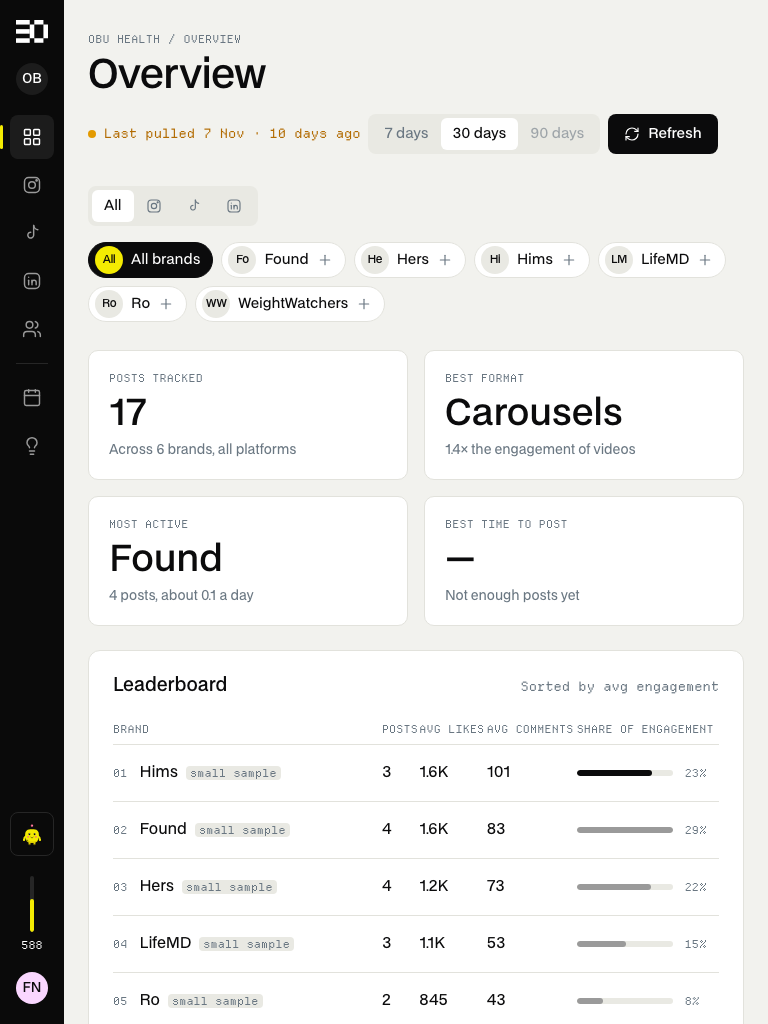 OB
588
FN
OBU HEALTH / OVERVIEW
Overview
Last pulled 7 Nov · 10 days ago
7 days 30 days 90 days
Refresh
All
All All brands
Fo Found
He Hers
Hi Hims
LM LifeMD
Ro Ro
WW WeightWatchers
POSTS TRACKED
17
Across 6 brands, all platforms
BEST FORMAT
Carousels
1.4× the engagement of videos
MOST ACTIVE
Found
4 posts, about 0.1 a day
BEST TIME TO POST
—
Not enough posts yet
Leaderboard
Sorted by avg engagement
BRAND POSTS AVG LIKES AVG COMMENTS SHARE OF ENGAGEMENT
01 Hims small sample 3 1.6K 101 23%
02 Found small sample 4 1.6K 83 29%
03 Hers small sample 4 1.2K 73 22%
04 LifeMD small sample 3 1.1K 53 15%
05 Ro small sample 2 845 43 8%